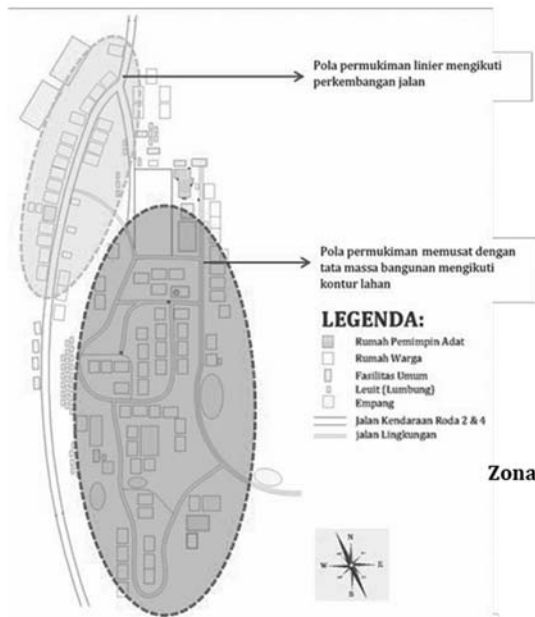 Pola permukiman linier mengikuti
perkembangan jalan
Pola permukiman memusat dengan
tata massa bangunan mengikuti
kontur lahan
LEGENDA:
Rumah Pemimpin Adat
Rumah Warga
Fasilitas Umum
Leuit (Lumbung)
Empang
Jalan Kendaraan Roda 2 & 4
jalan Lingkungan
Zona
N
W
E
S